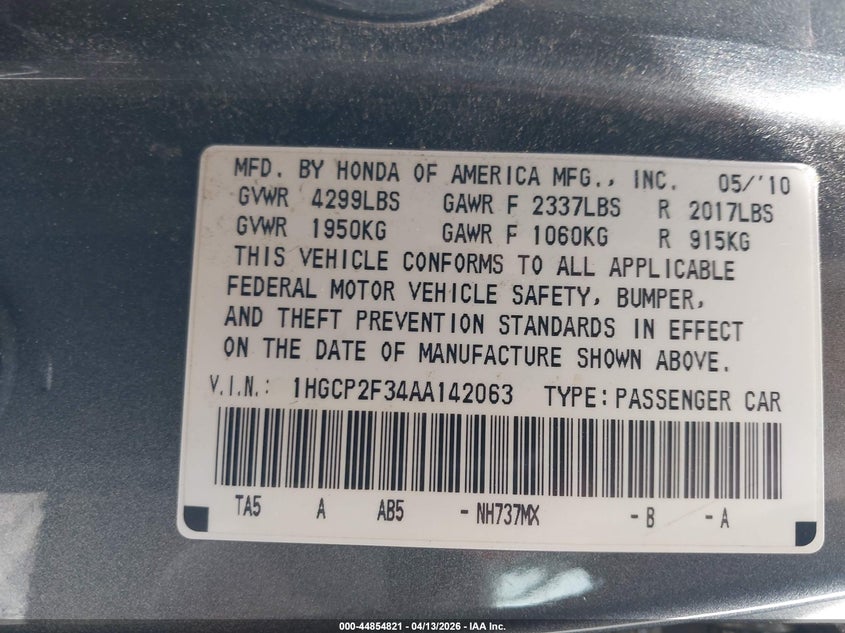 MFD. BY HONDA OF AMERICA MFG., INC. 05/'10
GVWR 4299LBS GAWR F 2337LBS R 2017LBS
GVWR 1950KG GAWR F 1060KG R 915KG
THIS VEHICLE CONFORMS TO ALL APPLICABLE
FEDERAL MOTOR VEHICLE SAFETY, BUMPER,
AND THEFT PREVENTION STANDARDS IN EFFECT
ON THE DATE OF MANUFACTURE SHOWN ABOVE.
V.I.N.: 1HGCP2F34AA142063 TYPE: PASSENGER CAR
TA5 A AB5 - NH737MX - B - A
000-44854821 - 04/13/2026 - IAA Inc.